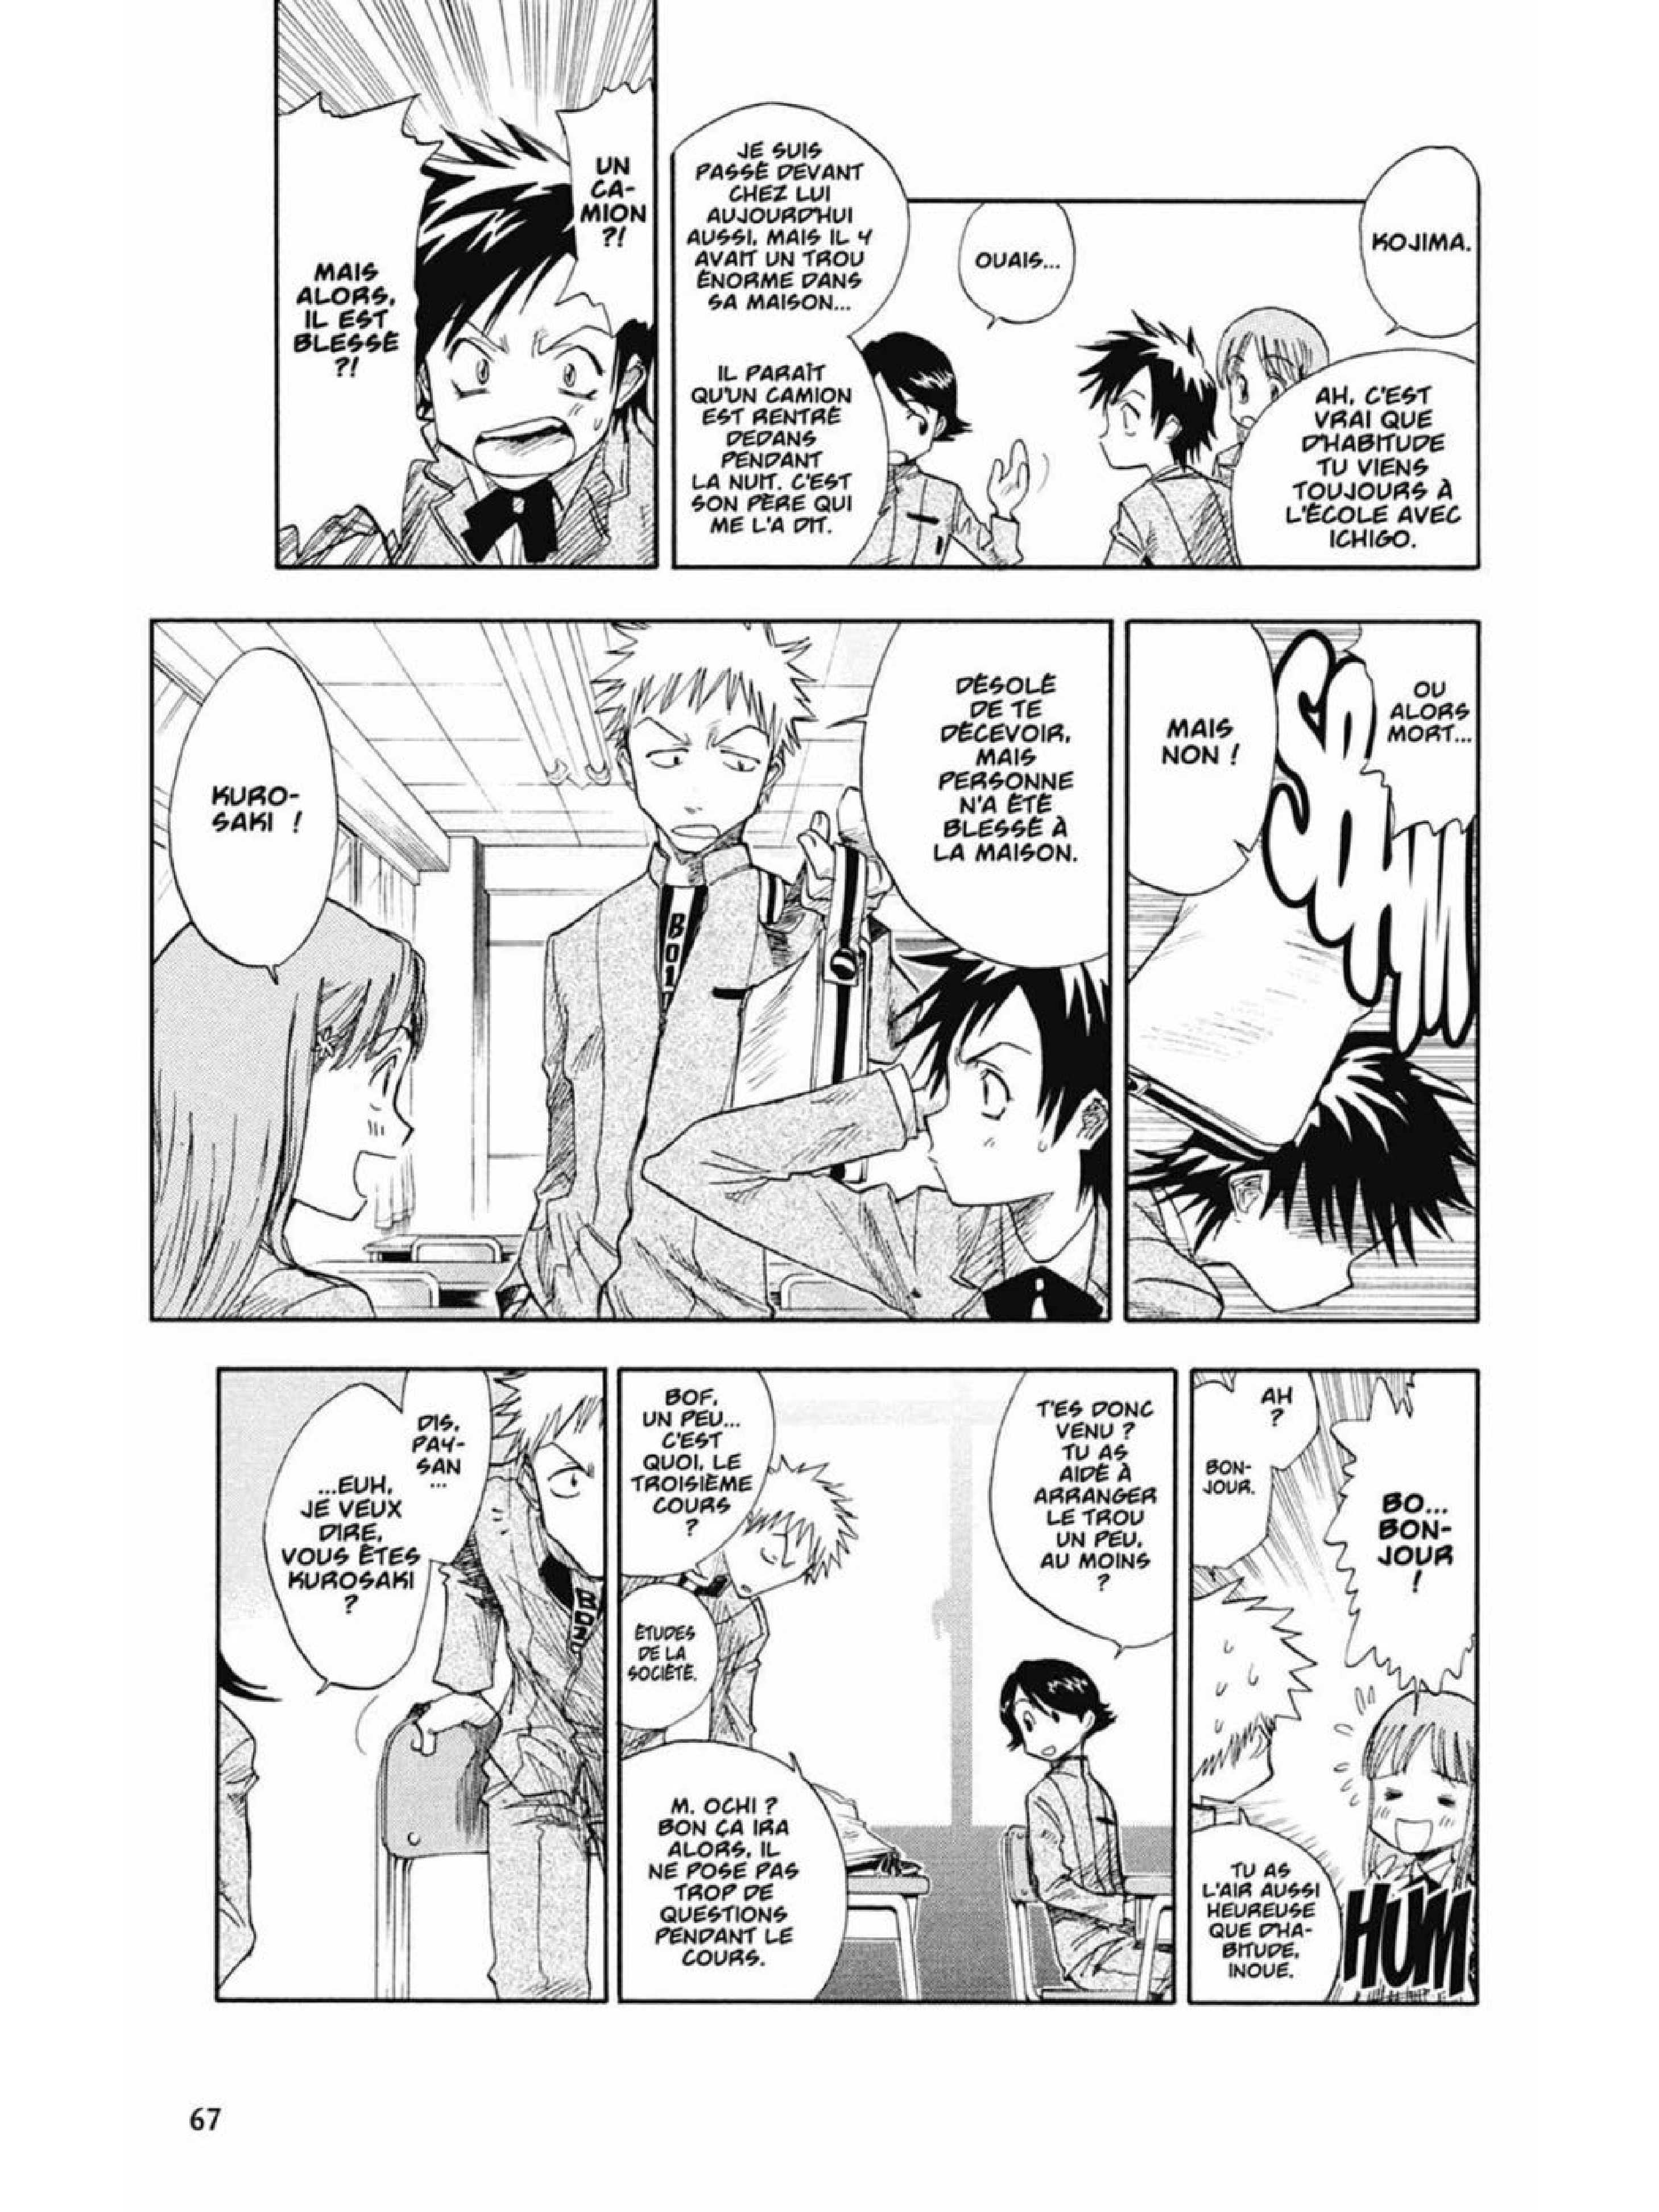 KOJIMA.
AH, C'EST
VRAI QUE
D'HABITUDE
TU VIENS
TOUJOURS À
L'ÉCOLE AVEC
ICHIGO.
OUAIS...
JE SUIS
PASSÉ DEVANT
CHEZ LUI
AUJOURD'HUI
AUSSI, MAIS IL Y
AVAIT UN TROU
ÉNORME DANS
SA MAISON...
IL PARAÎT
QU'UN CAMION
EST RENTRÉ
DEDANS
PENDANT
LA NUIT. C'EST
SON PÈRE QUI
ME L'A DIT.
UN
CA-
MION
?!
MAIS
ALORS,
IL EST
BLESSÉ
?!
OU
ALORS
MORT...
MAIS
NON !
DÉSOLÉ
DE TE
DÉCEVOIR,
MAIS
PERSONNE
N'A ÉTÉ
BLESSÉ À
LA MAISON.
KURO-
SAKI !
BO...
BON-
JOUR
!
AH
?
BON-
JOUR.
HUM
TU AS
L'AIR AUSSI
HEUREUSE
QUE D'HA-
BITUDE,
INOUE.
T'ES DONC
VENU ?
TU AS
AIDÉ À
ARRANGER
LE TROU
UN PEU,
AU MOINS
?
BOF,
UN PEU...
C'EST
QUOI, LE
TROISIÈME
COURS
?
ÉTUDES
DE LA
SOCIÉTÉ.
M. OCHI ?
BON ÇA IRA
ALORS, IL
NE POSE PAS
TROP DE
QUESTIONS
PENDANT LE
COURS.
DIS,
PAY-
SAN
...
...EUH,
JE VEUX
DIRE,
VOUS ÊTES
KUROSAKI
?
67